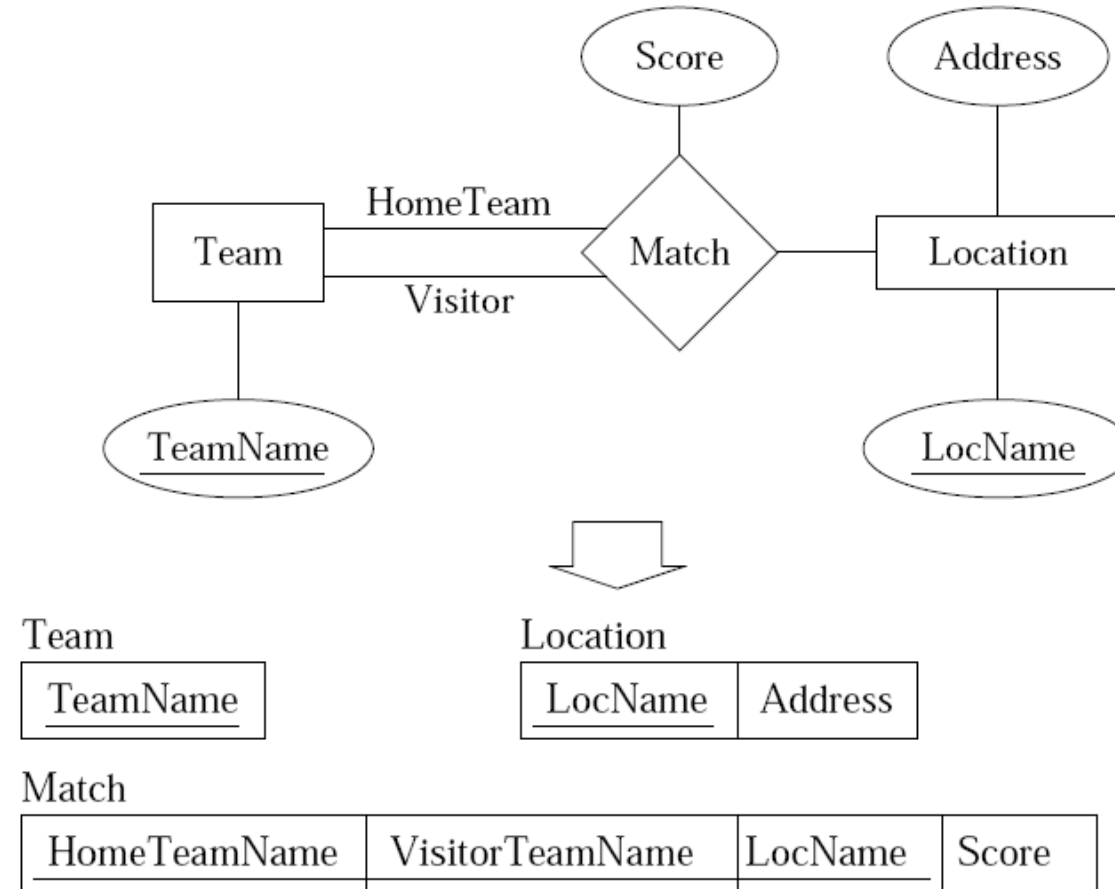 Score Address
HomeTeam
Team Match Location
Visitor
TeamName LocName
Team Location
TeamName LocName Address
Match
HomeTeamName VisitorTeamName LocName Score